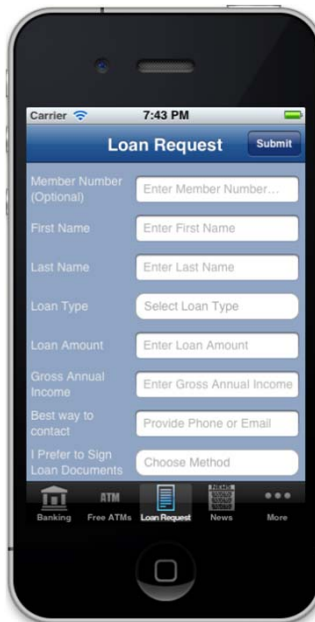 Carrier 7:43 PM
Loan Request Submit
Member Number
(Optional)
Enter Member Number...
First Name
Enter First Name
Last Name
Enter Last Name
Loan Type
Select Loan Type
Loan Amount
Enter Loan Amount
Gross Annual
Income
Enter Gross Annual Income
Best way to
contact
Provide Phone or Email
I Prefer to Sign
Loan Documents
Choose Method
ATM NEWS
Banking Free ATMs Loan Request News More